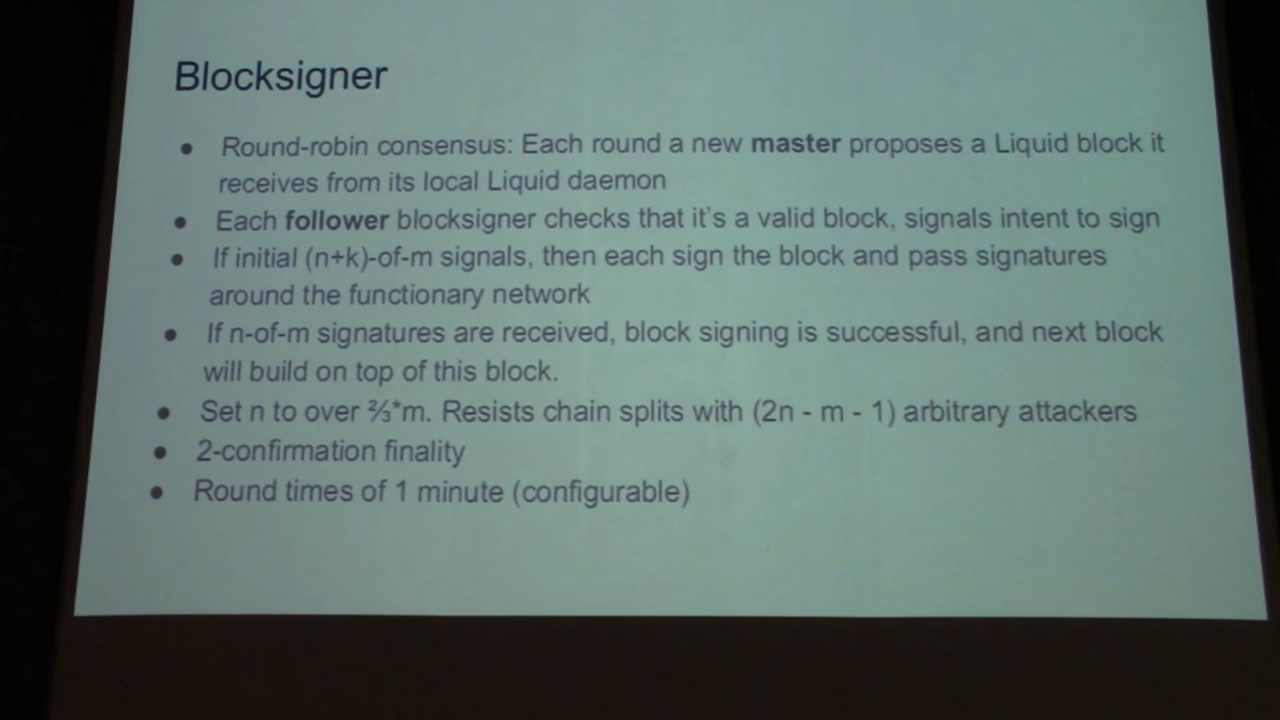 Blocksigner
● Round-robin consensus: Each round a new master proposes a Liquid block it
receives from its local Liquid daemon
● Each follower blocksigner checks that it's a valid block, signals intent to sign
● If initial (n+k)-of-m signals, then each sign the block and pass signatures
around the functionary network
● If n-of-m signatures are received, block signing is successful, and next block
will build on top of this block.
● Set n to over ⅔*m. Resists chain splits with (2n - m - 1) arbitrary attackers
● 2-confirmation finality
● Round times of 1 minute (configurable)